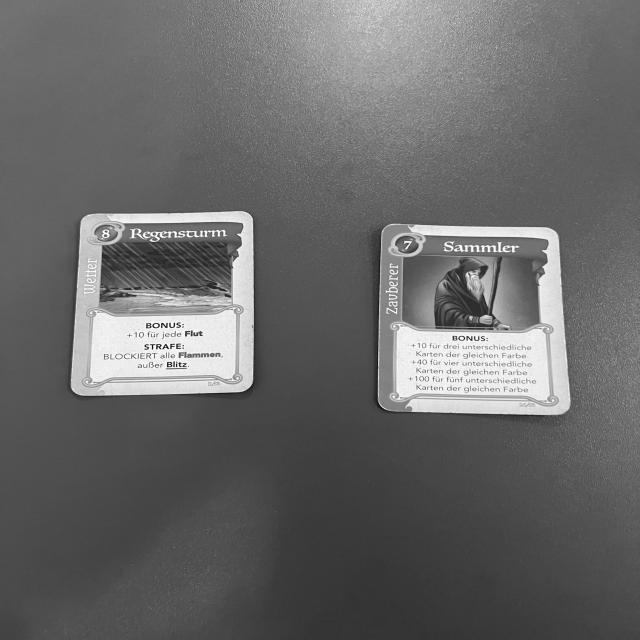 8 Regensturm
Wetter
BONUS:
+10 für jede Flut
STRAFE:
BLOCKIERT alle Flammen,
außer Blitz.
7 Sammler
Zauberer
BONUS:
+10 für drei unterschiedliche
Karten der gleichen Farbe
+40 für vier unterschiedliche
Karten der gleichen Farbe
+100 für fünf unterschiedliche
Karten der gleichen Farbe